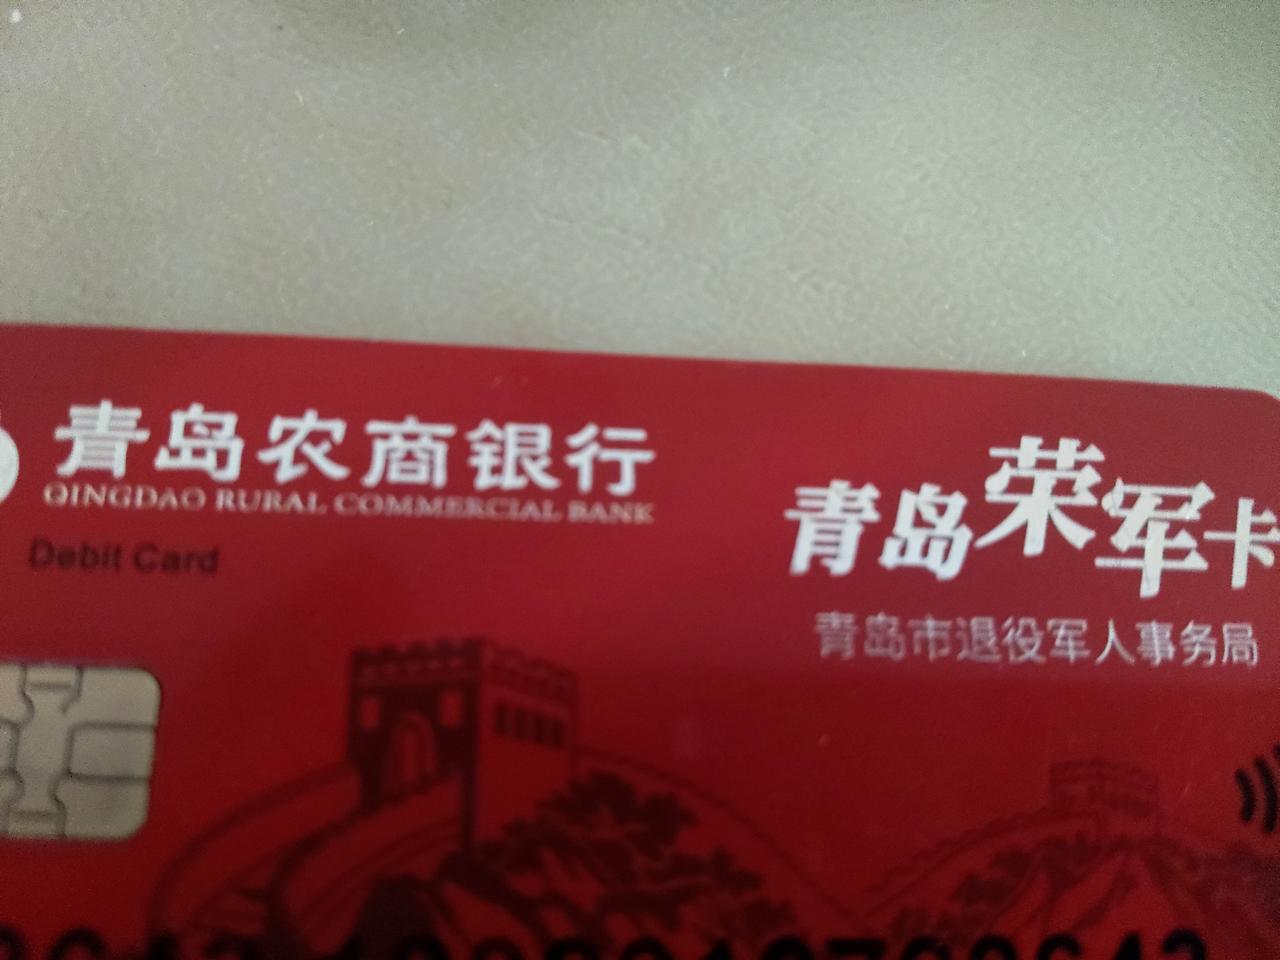 青岛农商银行
QINGDAO RURAL COMMERCIAL BANK
Debit Card
青岛荣军卡
青岛市退役军人事务局